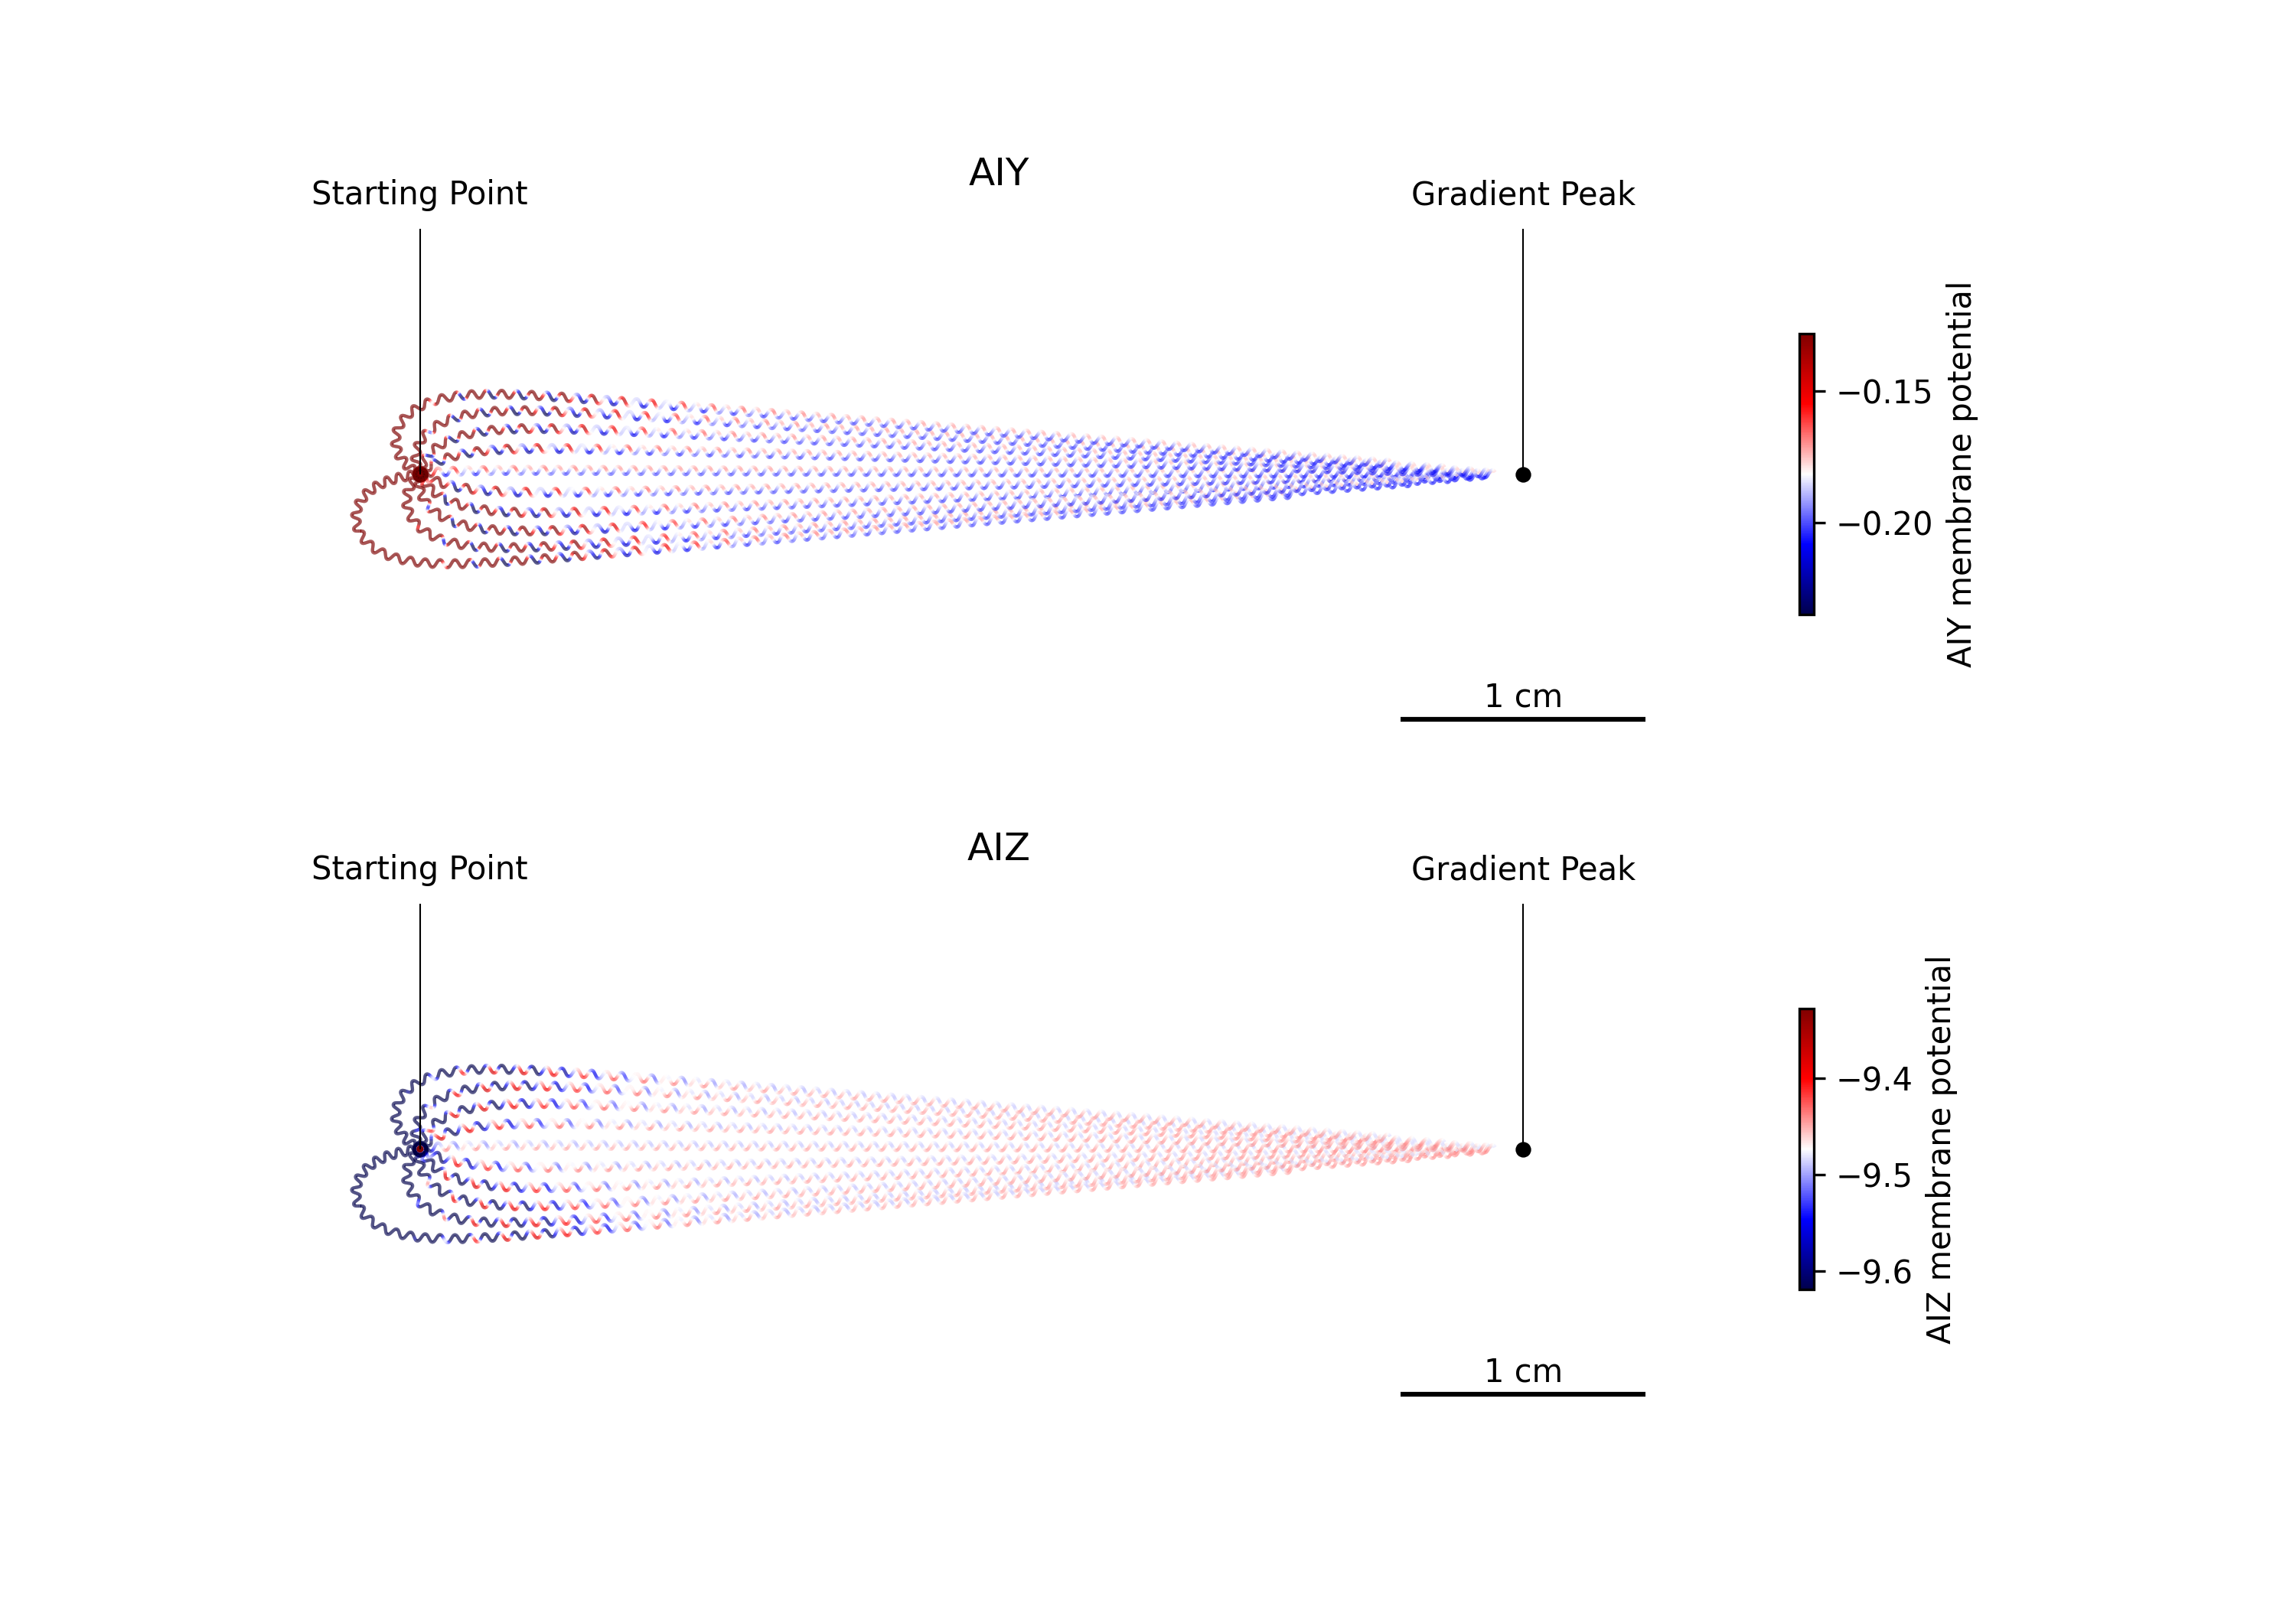 AIY
Starting Point
Gradient Peak
−0.15
−0.20
AIY membrane potential
1 cm
AIZ
Starting Point
Gradient Peak
−9.4
−9.5
−9.6
AIZ membrane potential
1 cm